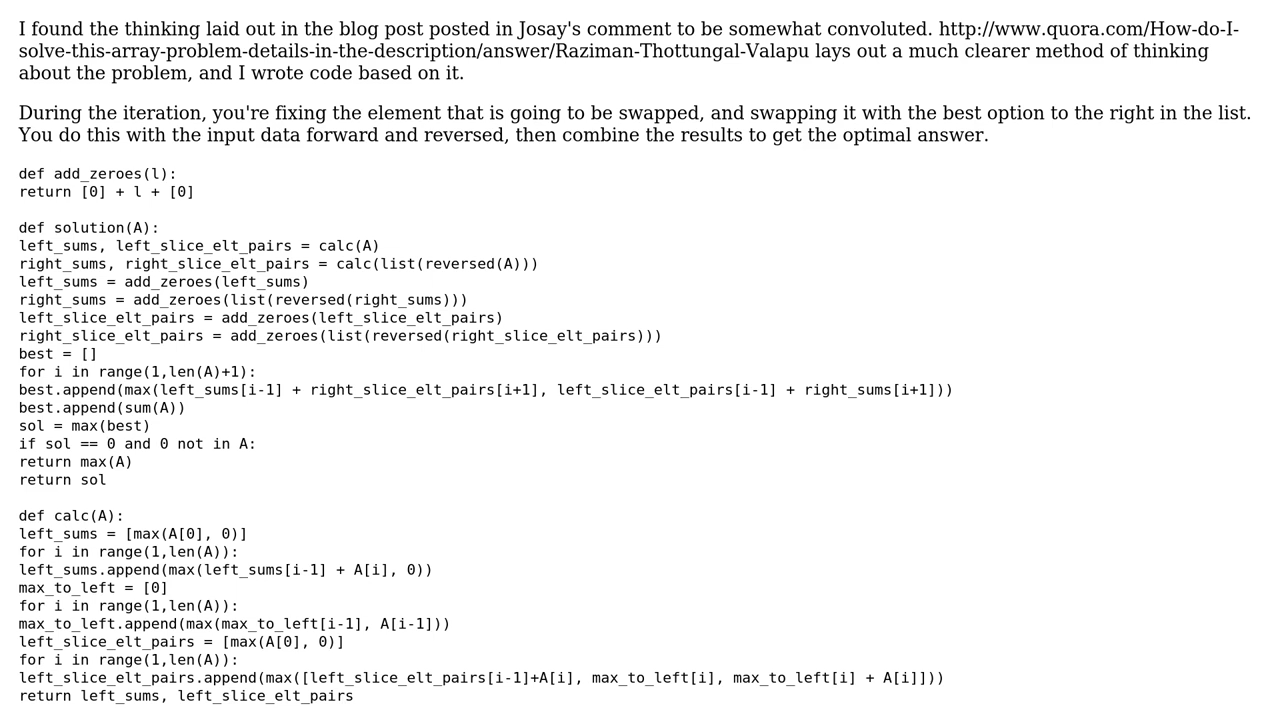 I found the thinking laid out in the blog post posted in Josay's comment to be somewhat convoluted. http://www.quora.com/How-do-I-
solve-this-array-problem-details-in-the-description/answer/Raziman-Thottungal-Valapu lays out a much clearer method of thinking
about the problem, and I wrote code based on it.
During the iteration, you're fixing the element that is going to be swapped, and swapping it with the best option to the right in the list.
You do this with the input data forward and reversed, then combine the results to get the optimal answer.
def add_zeroes(l):
return [0] + l + [0]
def solution(A):
left_sums, left_slice_elt_pairs = calc(A)
right_sums, right_slice_elt_pairs = calc(list(reversed(A)))
left_sums = add_zeroes(left_sums)
right_sums = add_zeroes(list(reversed(right_sums)))
left_slice_elt_pairs = add_zeroes(left_slice_elt_pairs)
right_slice_elt_pairs = add_zeroes(list(reversed(right_slice_elt_pairs)))
best = []
for i in range(1,len(A)+1):
best.append(max(left_sums[i-1] + right_slice_elt_pairs[i+1], left_slice_elt_pairs[i-1] + right_sums[i+1]))
best.append(sum(A))
sol = max(best)
if sol == 0 and 0 not in A:
return max(A)
return sol
def calc(A):
left_sums = [max(A[0], 0)]
for i in range(1,len(A)):
left_sums.append(max(left_sums[i-1] + A[i], 0))
max_to_left = [0]
for i in range(1,len(A)):
max_to_left.append(max(max_to_left[i-1], A[i-1]))
left_slice_elt_pairs = [max(A[0], 0)]
for i in range(1,len(A)):
left_slice_elt_pairs.append(max([left_slice_elt_pairs[i-1]+A[i], max_to_left[i], max_to_left[i] + A[i]]))
return left_sums, left_slice_elt_pairs